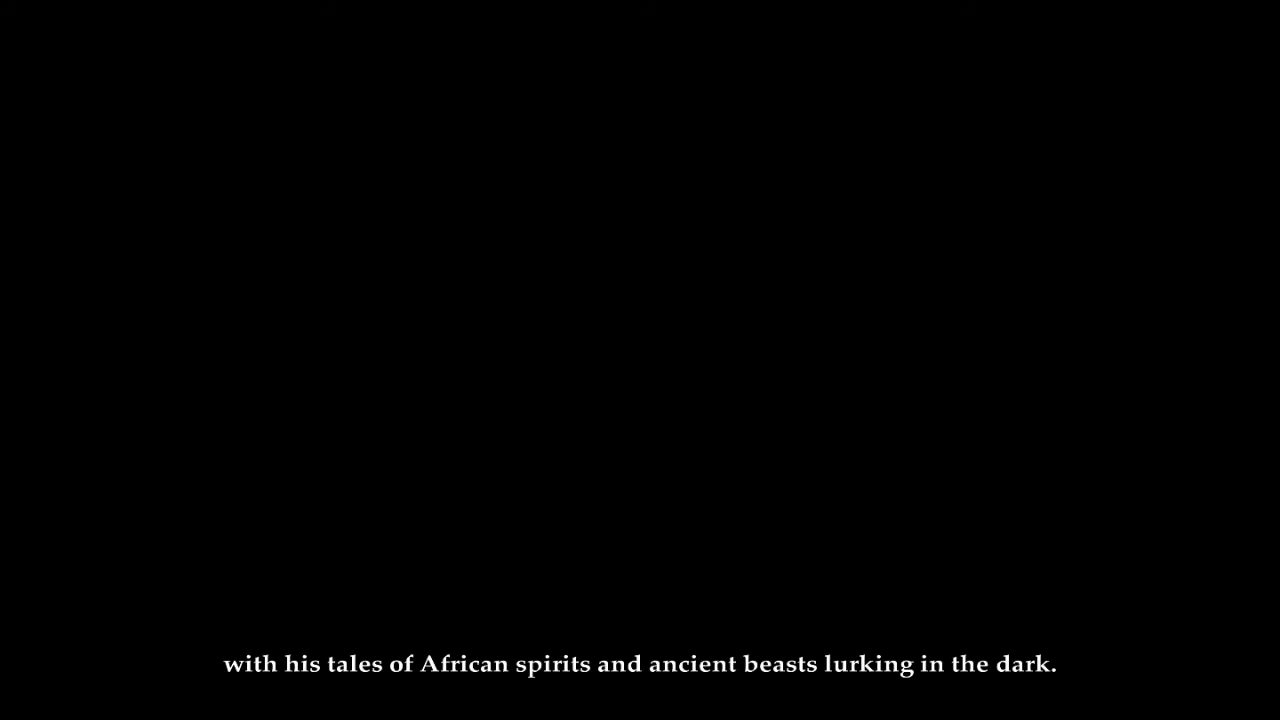 with his tales of African spirits and ancient beasts lurking in the dark.